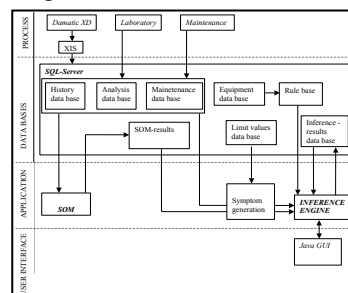 PROCESS
Damatic XD
Laboratory
Maintenance
XIS
DATA BASES
SQL-Server
History
data base
Analysis
data base
Mainetenance
base
Equipment
data base
Rule base
SOM-results
Limit values
data base
Inference -
results
data base
APPLICATION
SOM
Symptom
generation
INFERENCE
ENGINE
USER INTERFACE
Java GUI